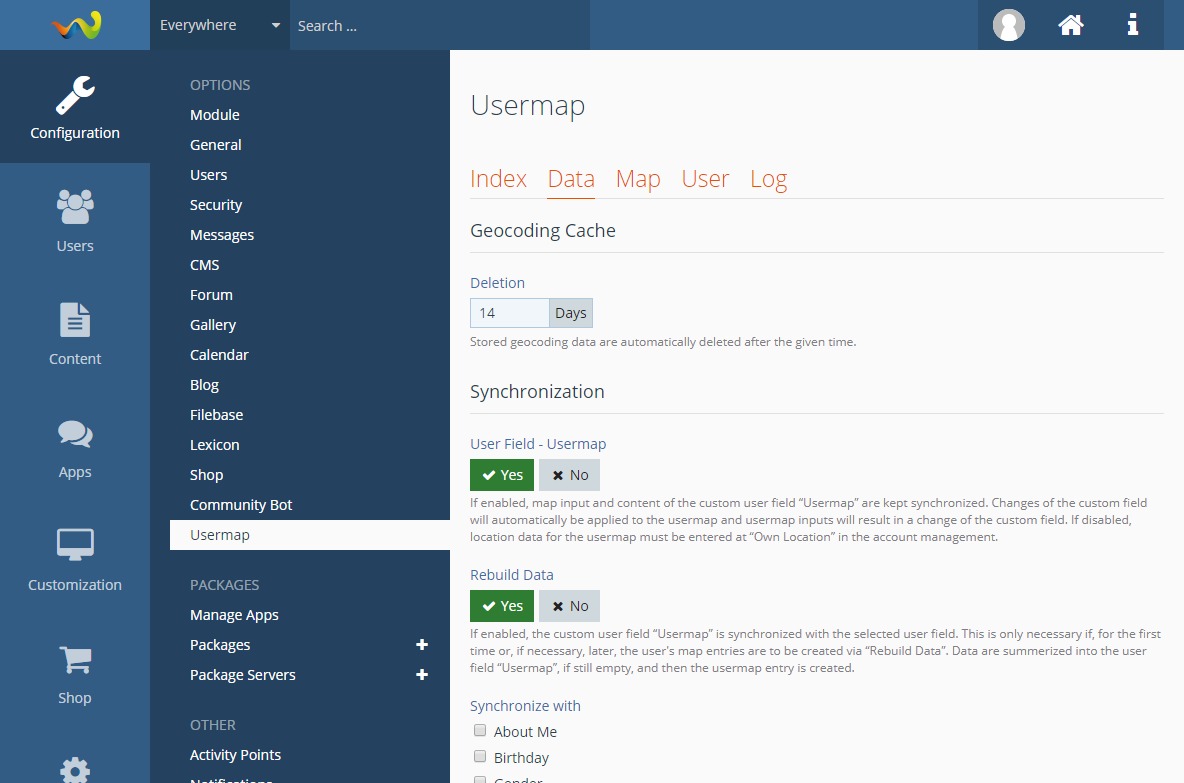 Everywhere
Search ...
Configuration
Users
Content
Apps
Customization
Shop
OPTIONS
Module
General
Users
Security
Messages
CMS
Forum
Gallery
Calendar
Blog
Filebase
Lexicon
Shop
Community Bot
Usermap
PACKAGES
Manage Apps
Packages
Package Servers
OTHER
Activity Points
Notifications
Usermap
Index Data Map User Log
Geocoding Cache
Deletion
14 Days
Stored geocoding data are automatically deleted after the given time.
Synchronization
User Field - Usermap
Yes No
If enabled, map input and content of the custom user field “Usermap” are kept synchronized. Changes of the custom field
will automatically be applied to the usermap and usermap inputs will result in a change of the custom field. If disabled,
location data for the usermap must be entered at “Own Location” in the account management.
Rebuild Data
Yes No
If enabled, the custom user field “Usermap” is synchronized with the selected user field. This is only necessary if, for the first
time or, if necessary, later, the user's map entries are to be created via “Rebuild Data”. Data are summerized into the user
field “Usermap”, if still empty, and then the usermap entry is created.
Synchronize with
About Me
Birthday
Gender